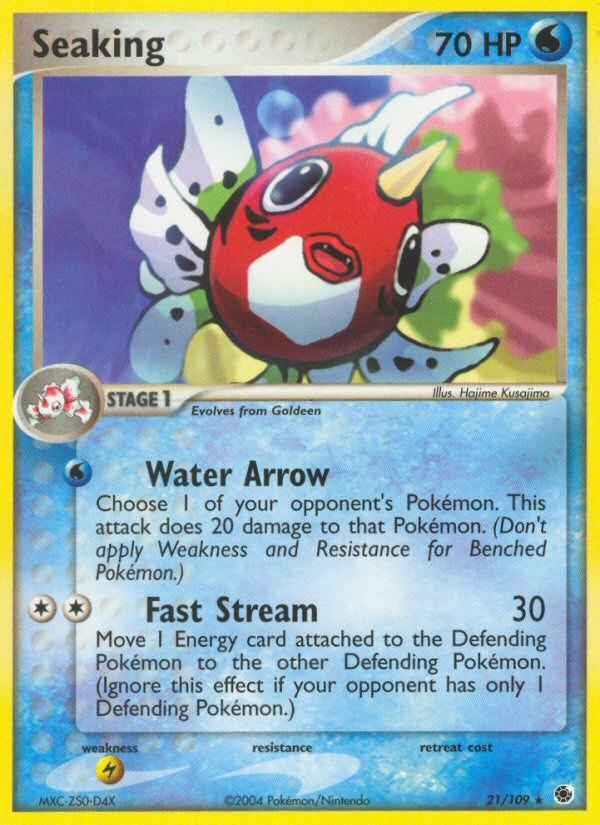 Seaking 70 HP
Illus. Hajime Kusajima
STAGE 1
Evolves from Goldeen
Water Arrow
Choose 1 of your opponent's Pokémon. This
attack does 20 damage to that Pokémon. (Don't
apply Weakness and Resistance for Benched
Pokémon.)
Fast Stream 30
Move 1 Energy card attached to the Defending
Pokémon to the other Defending Pokémon.
(Ignore this effect if your opponent has only 1
Defending Pokémon.)
weakness resistance retreat cost
MXC-ZS0-D4X ©2004 Pokémon/Nintendo 21/109 ★